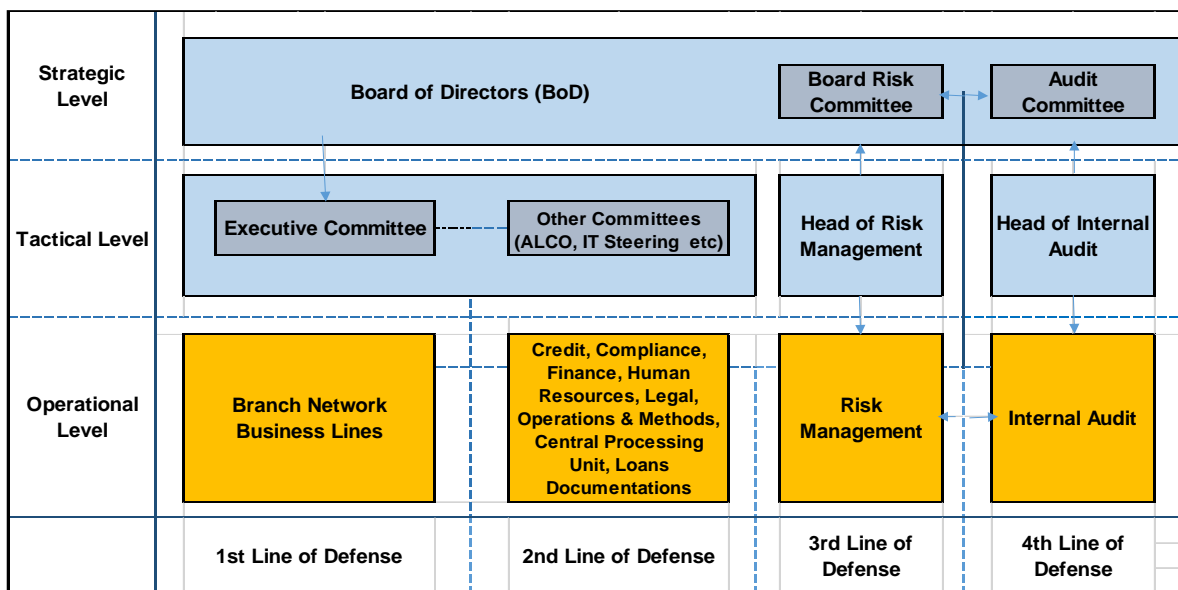 Strategic
Level
Board of Directors (BoD)
Board Risk
Committee
Audit
Committee
Tactical Level
Executive Committee
Other Committees
(ALCO, IT Steering etc)
Head of Risk
Management
Head of Internal
Audit
Operational
Level
Branch Network
Business Lines
Credit, Compliance,
Finance, Human
Resources, Legal,
Operations & Methods,
Central Processing
Unit, Loans
Documentations
Risk
Management
Internal Audit
1st Line of Defense
2nd Line of Defense
3rd Line of
Defense
4th Line of
Defense